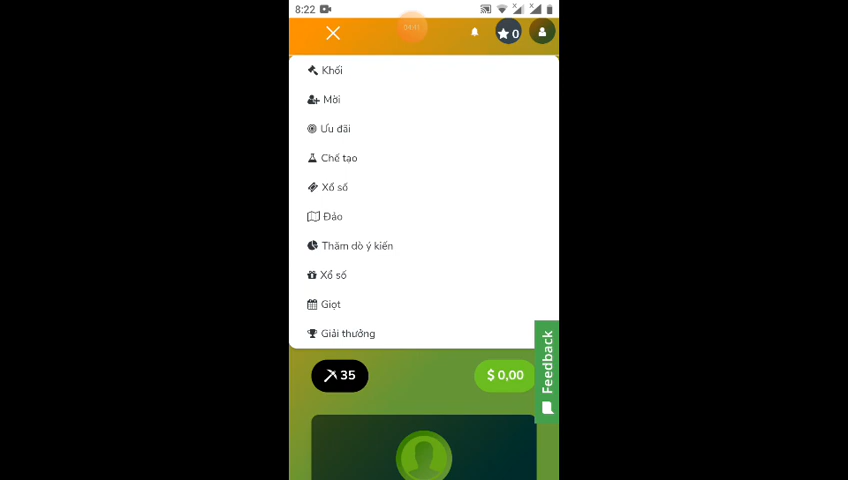 8:22
0
Khối
Mời
Ưu đãi
Chế tạo
Xổ số
Đảo
Thăm dò ý kiến
Xổ số
Giọt
Giải thưởng
35
$ 0,00
Feedback